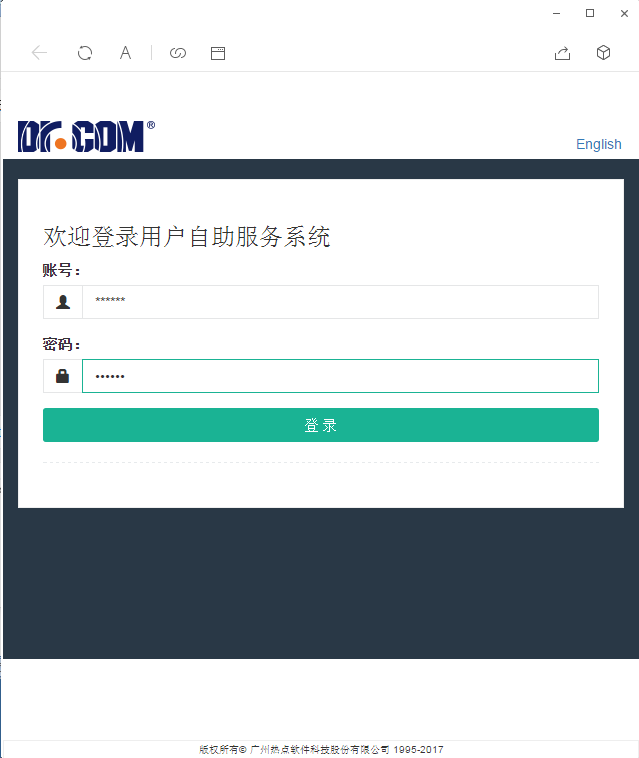 Dr.COM®
English
欢迎登录用户自助服务系统
账号：
******
密码：
••••••
登 录
版权所有© 广州热点软件科技股份有限公司 1995-2017